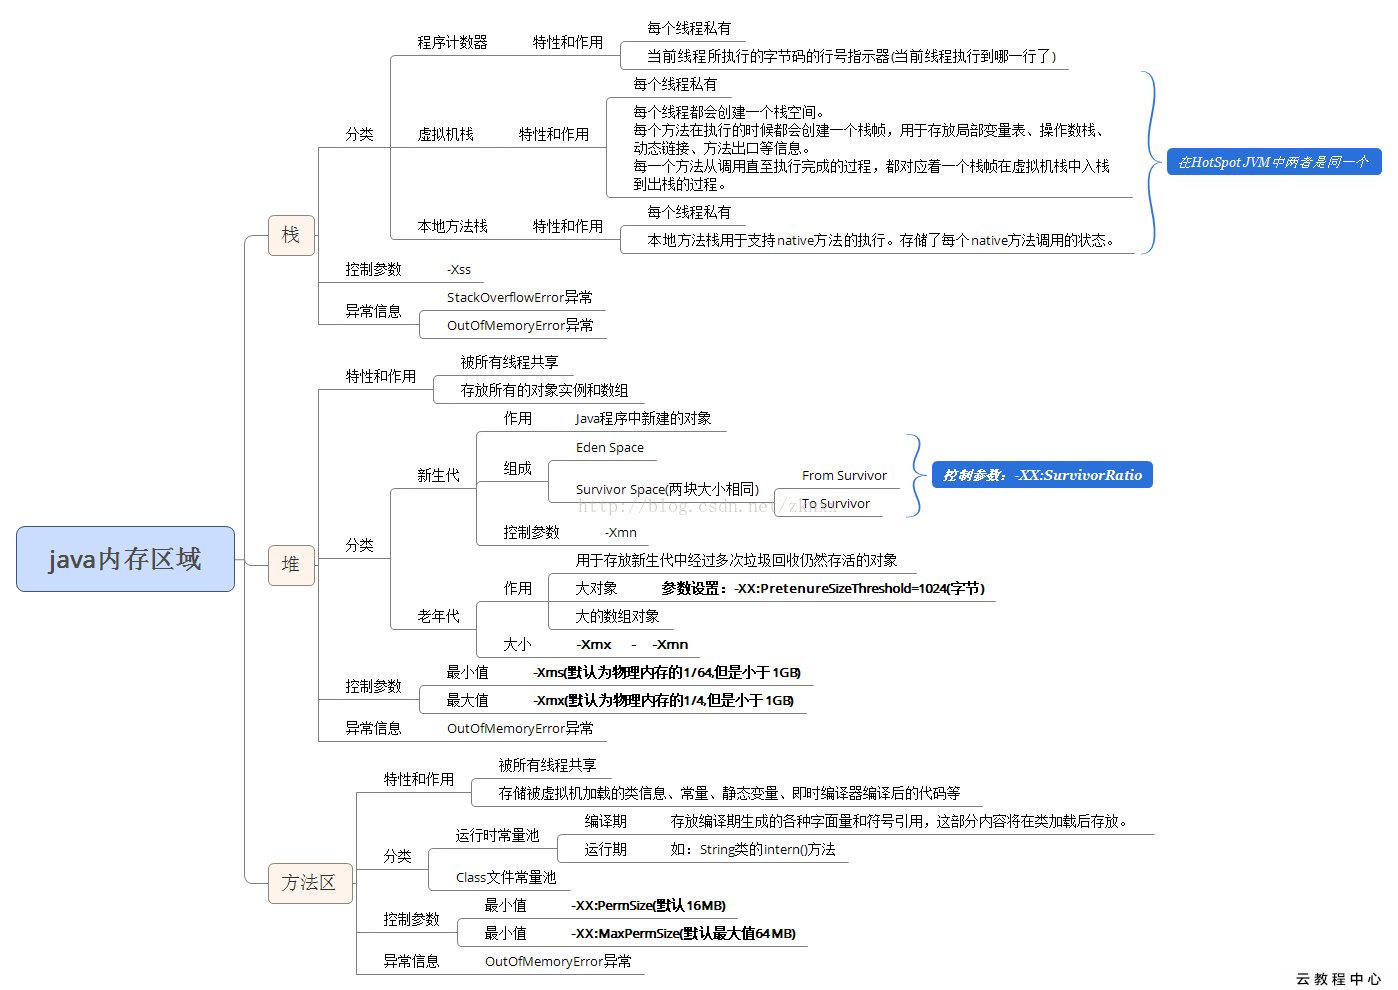 java内存区域
栈
分类
程序计数器
特性和作用
每个线程私有
当前线程所执行的字节码的行号指示器(当前线程执行到哪一行了)
虚拟机栈
特性和作用
每个线程私有
每个线程都会创建一个栈空间。
每个方法在执行的时候都会创建一个栈帧，用于存放局部变量表、操作数栈、
动态链接、方法出口等信息。
每一个方法从调用直至执行完成的过程，都对应着一个栈帧在虚拟机栈中入栈
到出栈的过程。
本地方法栈
特性和作用
每个线程私有
本地方法栈用于支持native方法的执行。存储了每个native方法调用的状态。
在HotSpot JVM中两者是同一个
控制参数
-Xss
异常信息
StackOverflowError异常
OutOfMemoryError异常
堆
特性和作用
被所有线程共享
存放所有的对象实例和数组
分类
新生代
作用
Java程序中新建的对象
组成
Eden Space
Survivor Space(两块大小相同)
From Survivor
To Survivor
控制参数：-XX:SurvivorRatio
http://blog.csdn.net/zknxx
控制参数
-Xmn
老年代
作用
用于存放新生代中经过多次垃圾回收仍然存活的对象
大对象
参数设置：-XX:PretenureSizeThreshold=1024(字节)
大的数组对象
大小
-Xmx - -Xmn
控制参数
最小值
-Xms(默认为物理内存的1/64,但是小于1GB)
最大值
-Xmx(默认为物理内存的1/4,但是小于1GB)
异常信息
OutOfMemoryError异常
方法区
特性和作用
被所有线程共享
存储被虚拟机加载的类信息、常量、静态变量、即时编译器编译后的代码等
分类
运行时常量池
编译期
存放编译期生成的各种字面量和符号引用，这部分内容将在类加载后存放。
运行期
如：String类的intern()方法
Class文件常量池
控制参数
最小值
-XX:PermSize(默认16MB)
最小值
-XX:MaxPermSize(默认最大值64MB)
异常信息
OutOfMemoryError异常
云教程中心